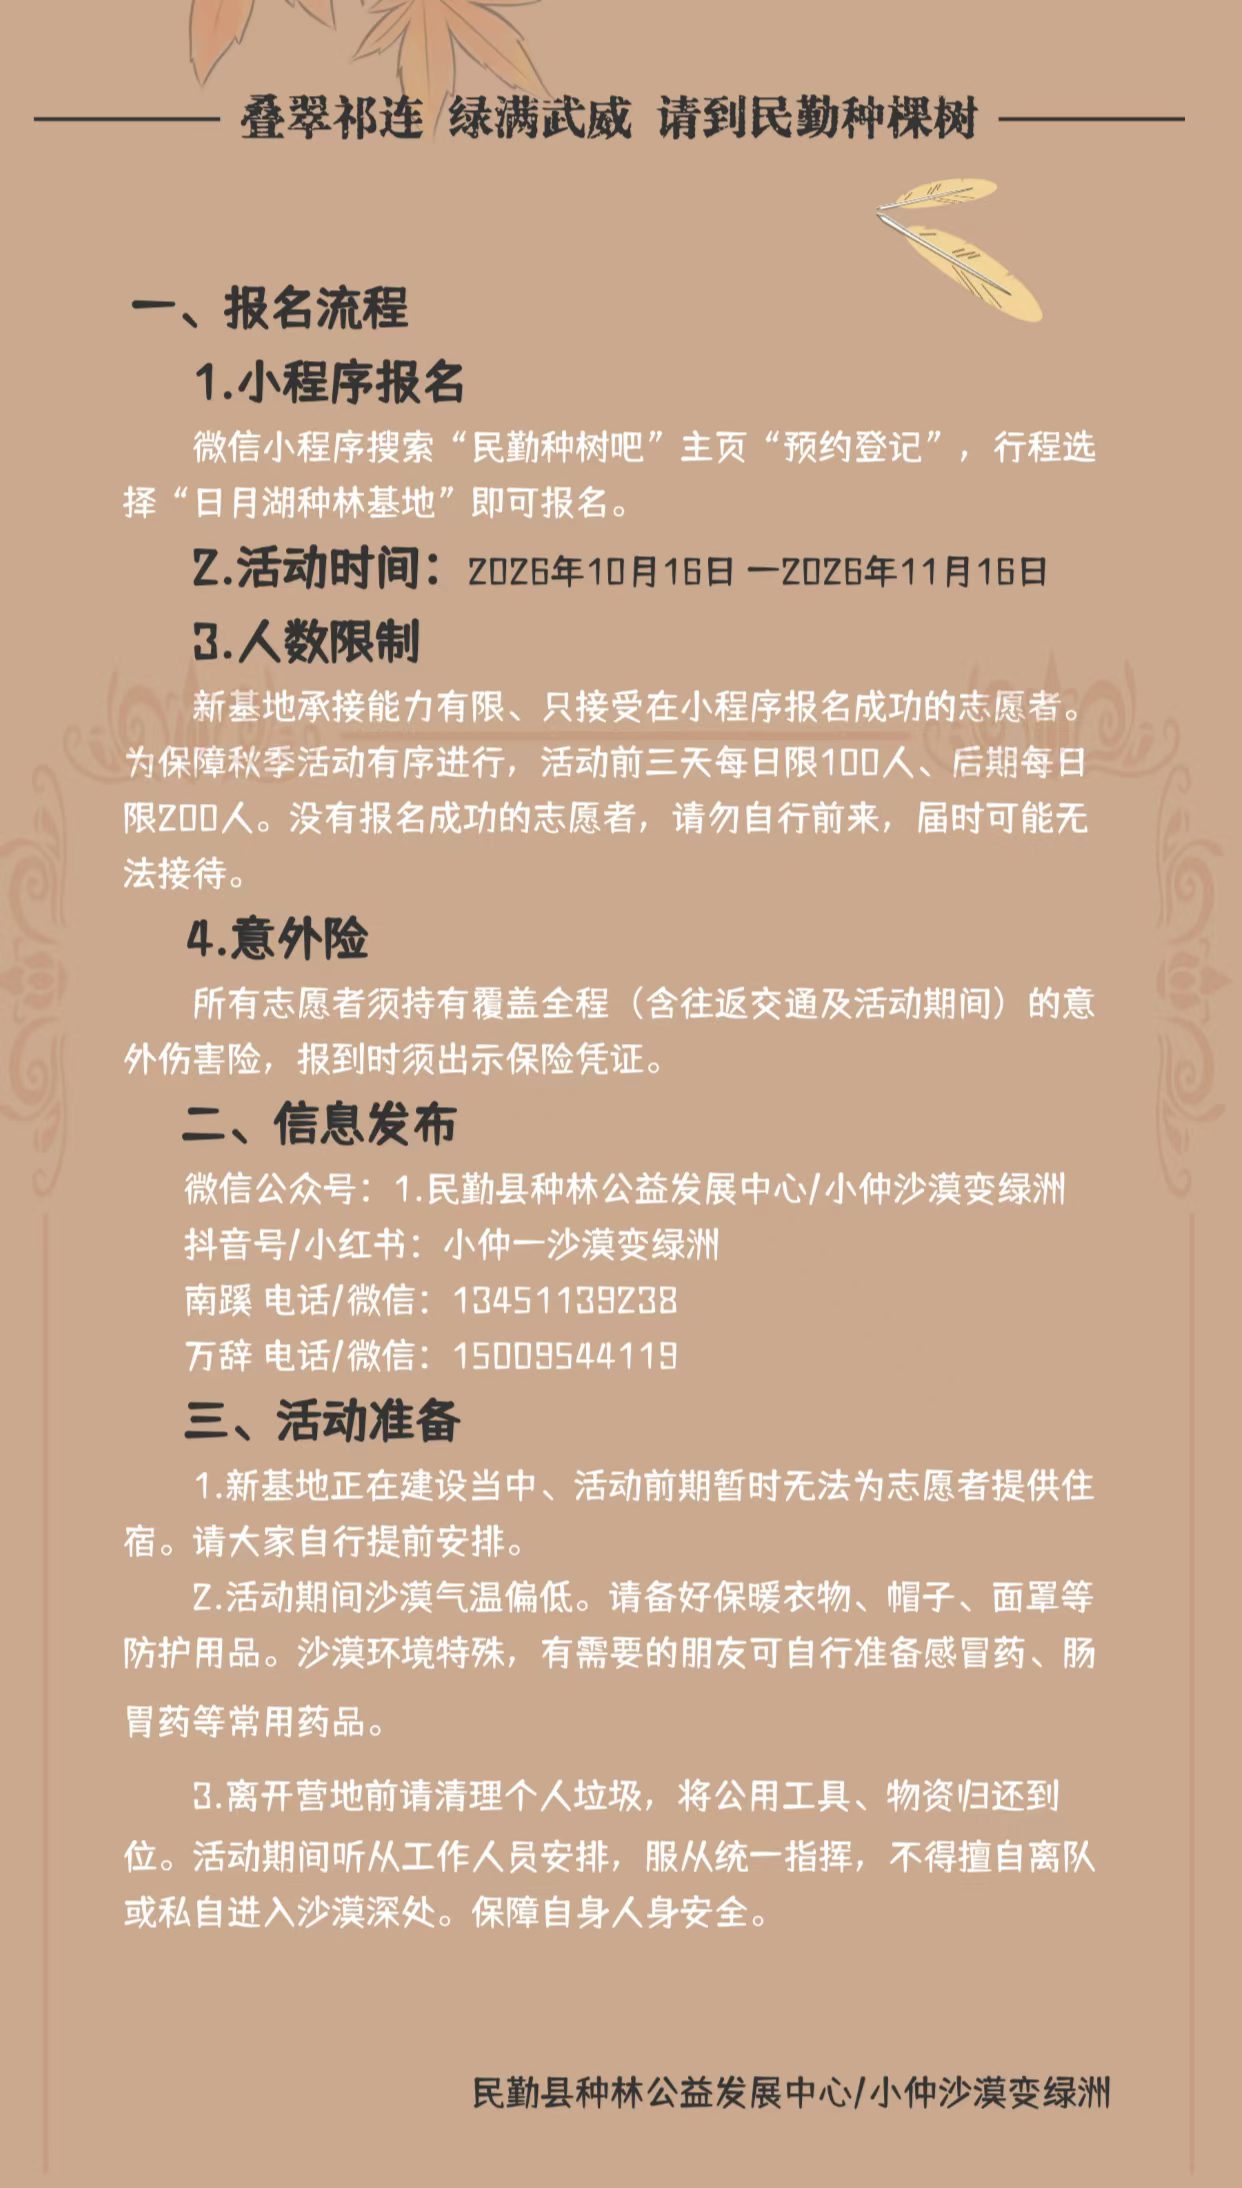 叠翠祁连 绿满武威 请到民勤种棵树
一、报名流程
1.小程序报名
微信小程序搜索“民勤种树吧”主页“预约登记”，行程选
择“日月湖种林基地”即可报名。
2.活动时间：2026年10月16日 —2026年11月16日
3.人数限制
新基地承接能力有限、只接受在小程序报名成功的志愿者。
为保障秋季活动有序进行，活动前三天每日限100人、后期每日
限200人。没有报名成功的志愿者，请勿自行前来，届时可能无
法接待。
4.意外险
所有志愿者须持有覆盖全程（含往返交通及活动期间）的意
外伤害险，报到时须出示保险凭证。
二、信息发布
微信公众号：1.民勤县种林公益发展中心/小仲沙漠变绿洲
抖音号/小红书：小仲一沙漠变绿洲
南蹊 电话/微信：13451139238
万辞 电话/微信：15009544119
三、活动准备
1.新基地正在建设当中、活动前期暂时无法为志愿者提供住
宿。请大家自行提前安排。
2.活动期间沙漠气温偏低。请备好保暖衣物、帽子、面罩等
防护用品。沙漠环境特殊，有需要的朋友可自行准备感冒药、肠
胃药等常用药品。
3.离开营地前请清理个人垃圾，将公用工具、物资归还到
位。活动期间听从工作人员安排，服从统一指挥，不得擅自离队
或私自进入沙漠深处。保障自身人身安全。
民勤县种林公益发展中心/小仲沙漠变绿洲